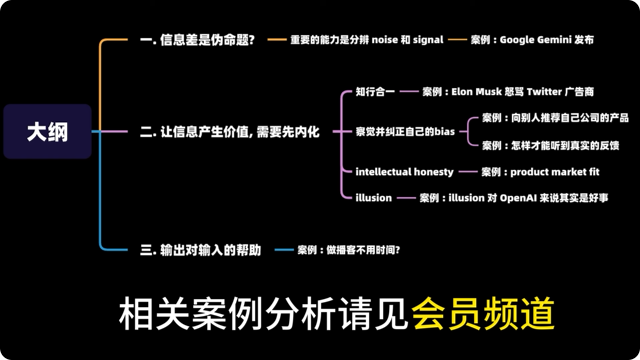 大纲
一. 信息差是伪命题?
重要的能力是分辨 noise 和 signal
案例：Google Gemini 发布
二. 让信息产生价值, 需要先内化
知行合一
案例：Elon Musk 怒骂 Twitter 广告商
察觉并纠正自己的bias
案例：向别人推荐自己公司的产品
案例：怎样才能听到真实的反馈
intellectual honesty
案例：product market fit
illusion
案例：illusion 对 OpenAI 来说其实是好事
三. 输出对输入的帮助
案例：做播客不用时间?
相关案例分析请见会员频道